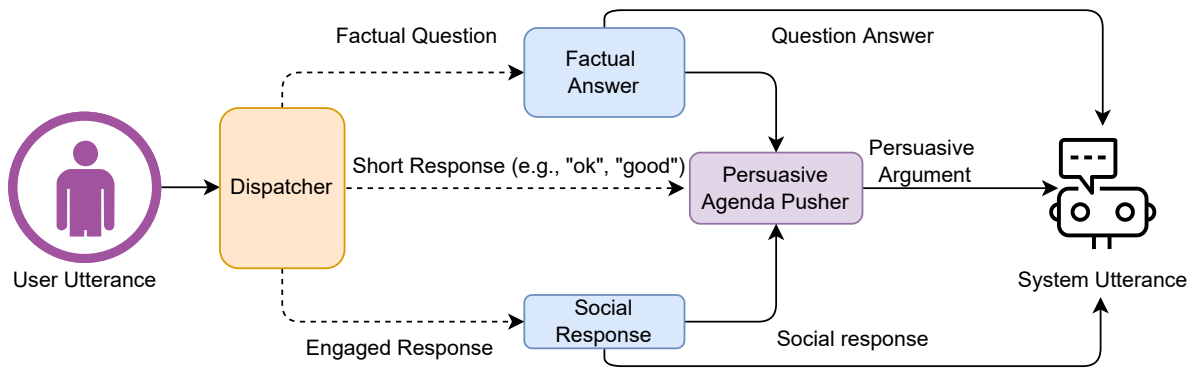 Factual Question
Factual
Answer
Question Answer
Dispatcher
Short Response (e.g., "ok", "good")
Persuasive
Agenda Pusher
Persuasive
Argument
User Utterance
System Utterance
Engaged Response
Social
Response
Social response